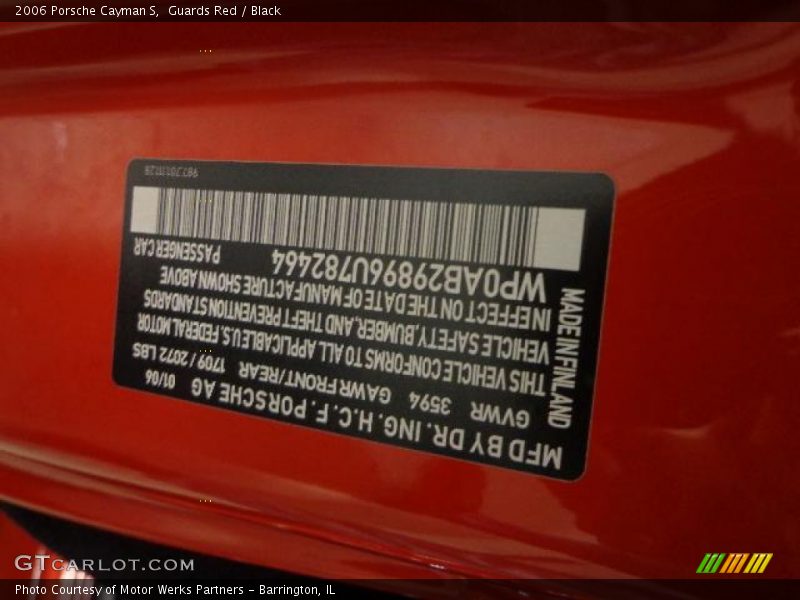 2006 Porsche Cayman S,  Guards Red / Black
MFD BY DR. ING. H.C. F. PORSCHE AG 01/06
GVWR 3594 GAWR FRONT/REAR 1709 / 2072 LBS
THIS VEHICLE CONFORMS TO ALL APPLICABLE U.S. FEDERAL MOTOR
VEHICLE SAFETY, BUMBER, AND THEFT PREVENTION STANDARDS
IN EFFECT ON THE DATE OF MANUFACTURE SHOWN ABOVE
WP0AB29896U782464 PASSENGER CAR
MADE IN FINLAND
GTCARLOT.COM
Photo Courtesy of Motor Werks Partners - Barrington, IL